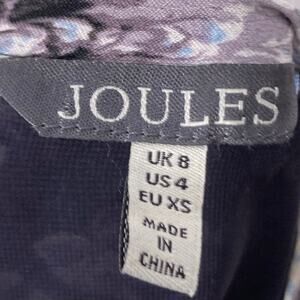 JOULES
UK 8
US 4
EU XS
MADE
IN
CHINA